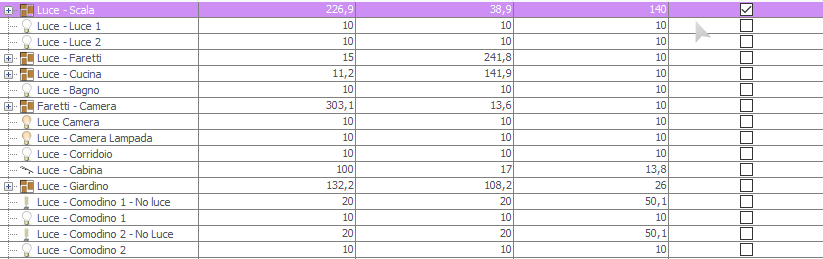 Luce - Scala 226,9 38,9 140
Luce - Luce 1 10 10 10
Luce - Luce 2 10 10 10
Luce - Faretti 15 241,8 10
Luce - Cucina 11,2 141,9 10
Luce - Bagno 10 10 10
Faretti - Camera 303,1 13,6 10
Luce Camera 10 10 10
Luce - Camera Lampada 10 10 10
Luce - Corridoio 10 10 10
Luce - Cabina 100 17 13,8
Luce - Giardino 132,2 108,2 26
Luce - Comodino 1 - No luce 20 20 50,1
Luce - Comodino 1 10 10 10
Luce - Comodino 2 - No Luce 20 20 50,1
Luce - Comodino 2 10 10 10